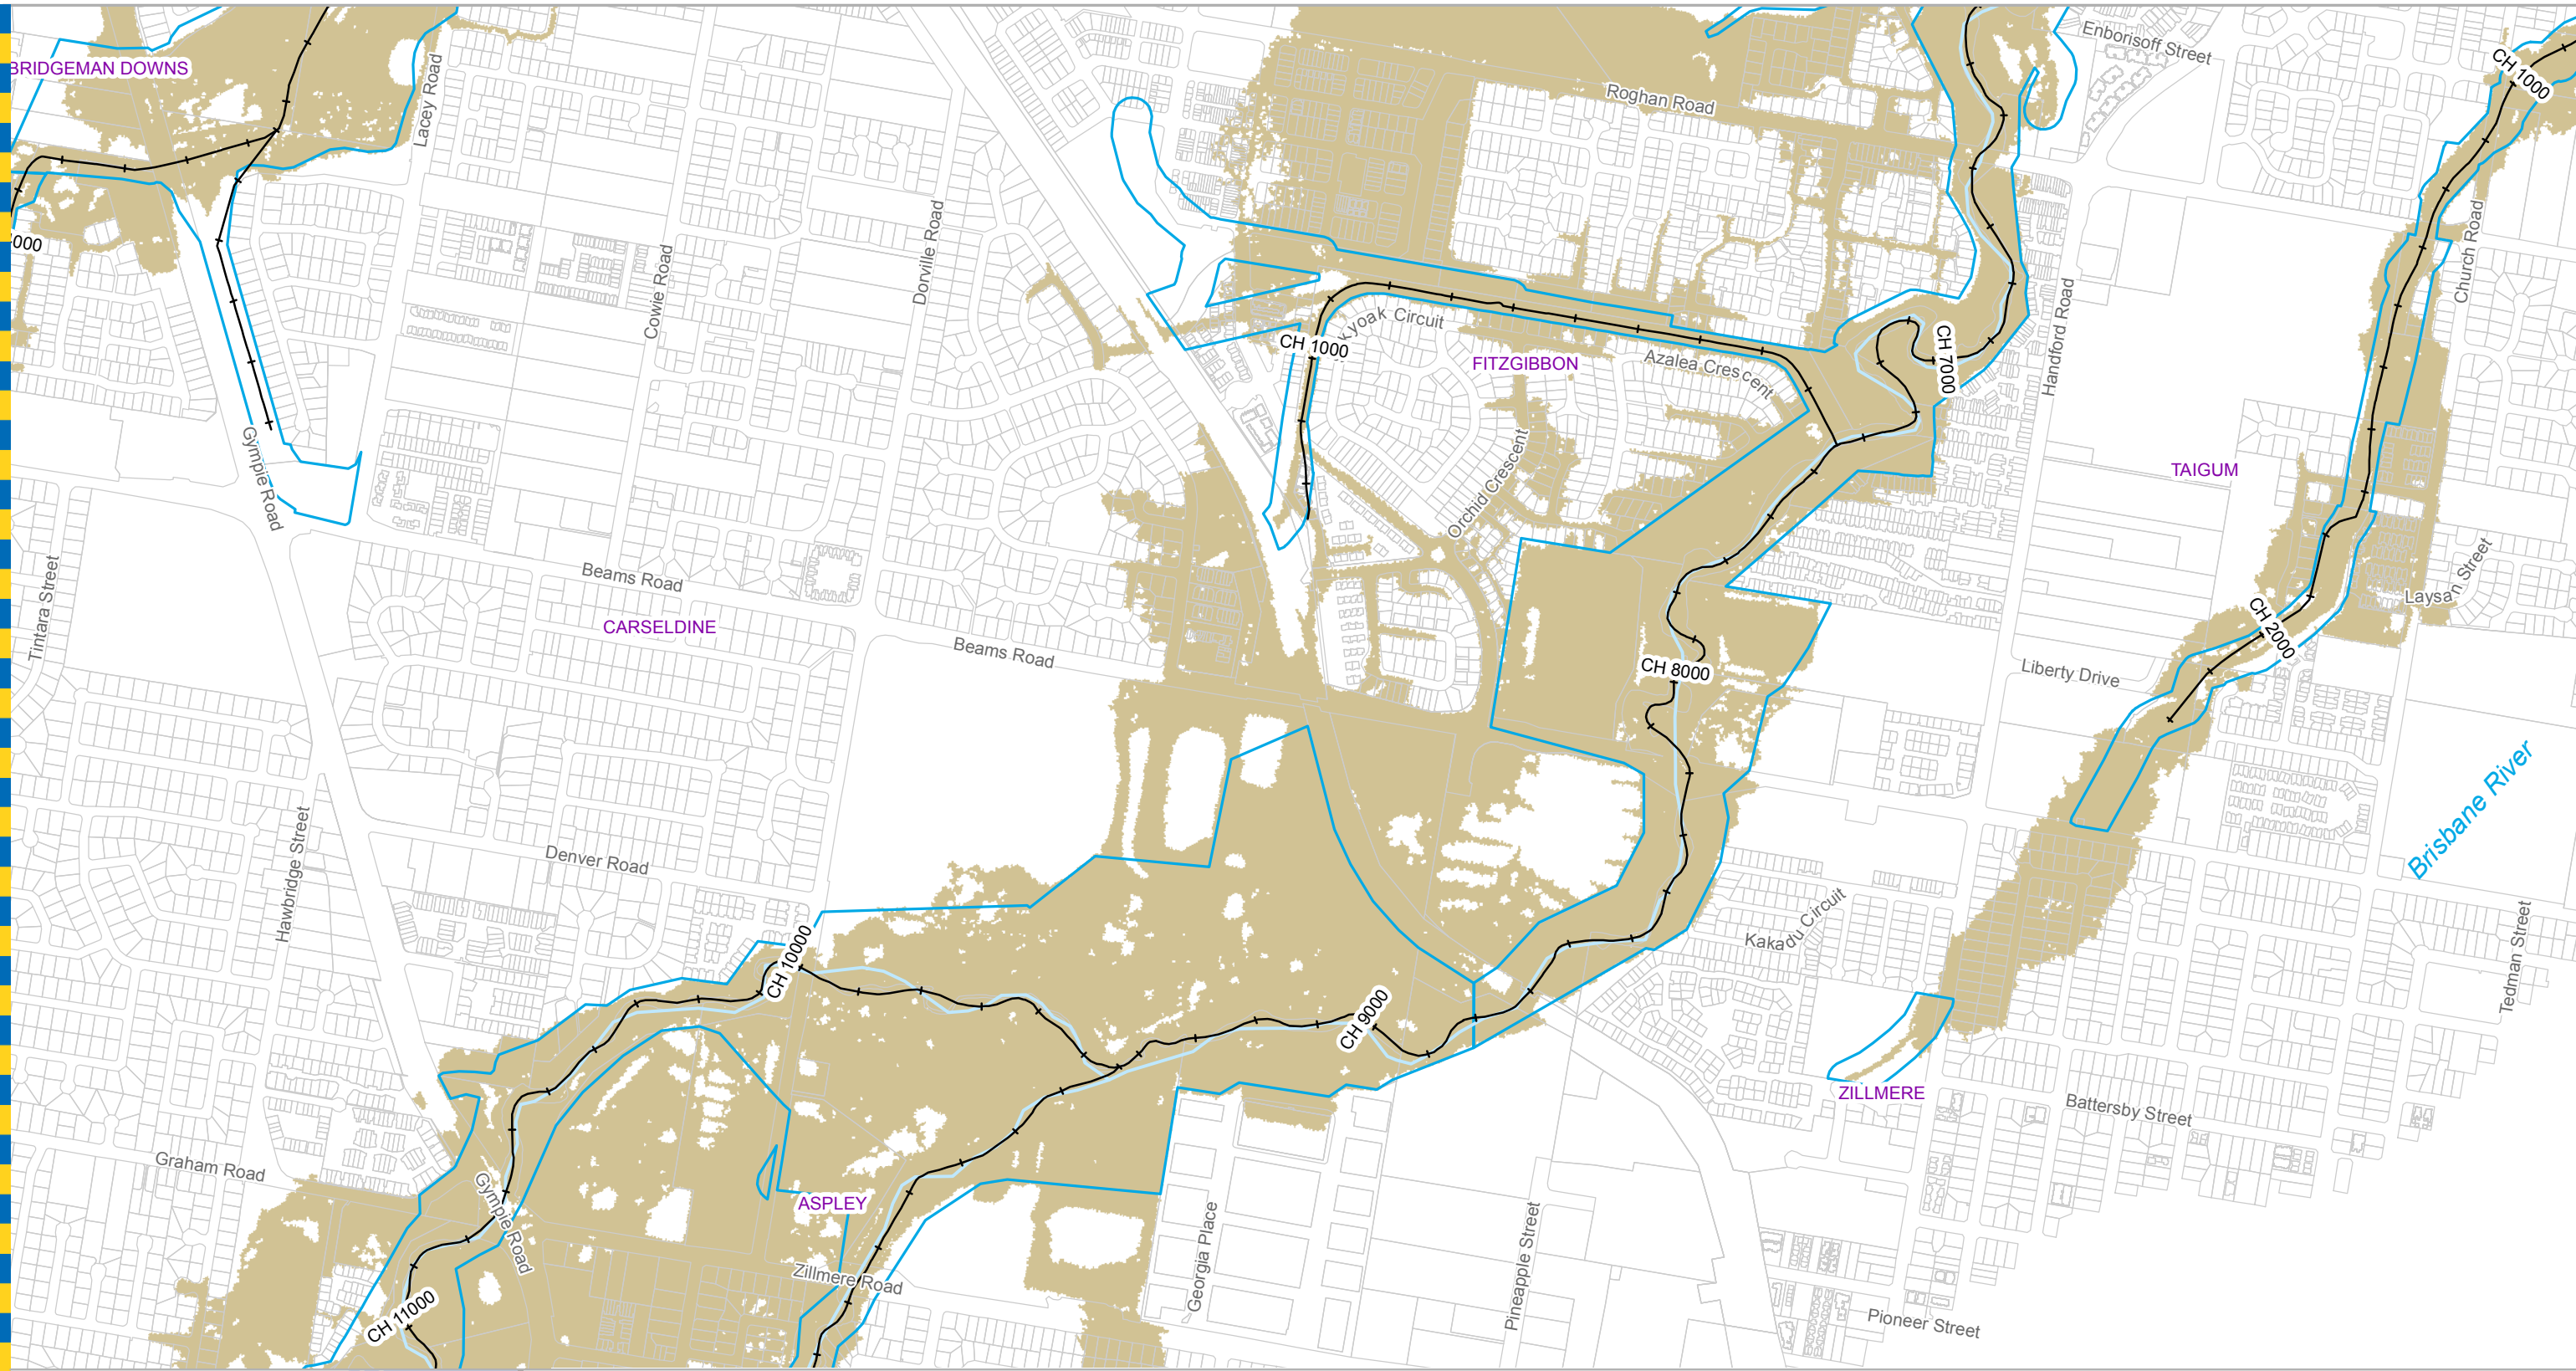 Enborisoff Street
CH 1000
BRIDGEMAN DOWNS
Lacey Road
Roghan Road
Dorville Road
Church Road
000
Cowie Road
Handford Road
Circuit
CH 1000
CH 7000
FITZGIBBON
Azalea Crescent
Gympie Road
Orchid Crescent
TAIGUM
Tintara Street
Beams Road
Laysan Street
CARSELDINE
CH 2000
Beams Road
CH 8000
Liberty Drive
Brisbane River
Hawbridge Street
Denver Road
Kakadu Circuit
CH 10000
Tedman Street
CH 9000
ZILLMERE
Battersby Street
Graham Road
Gympie Road
ASPLEY
Georgia Place
Pineapple Street
Zillmere Road
CH 11000
Pioneer Street